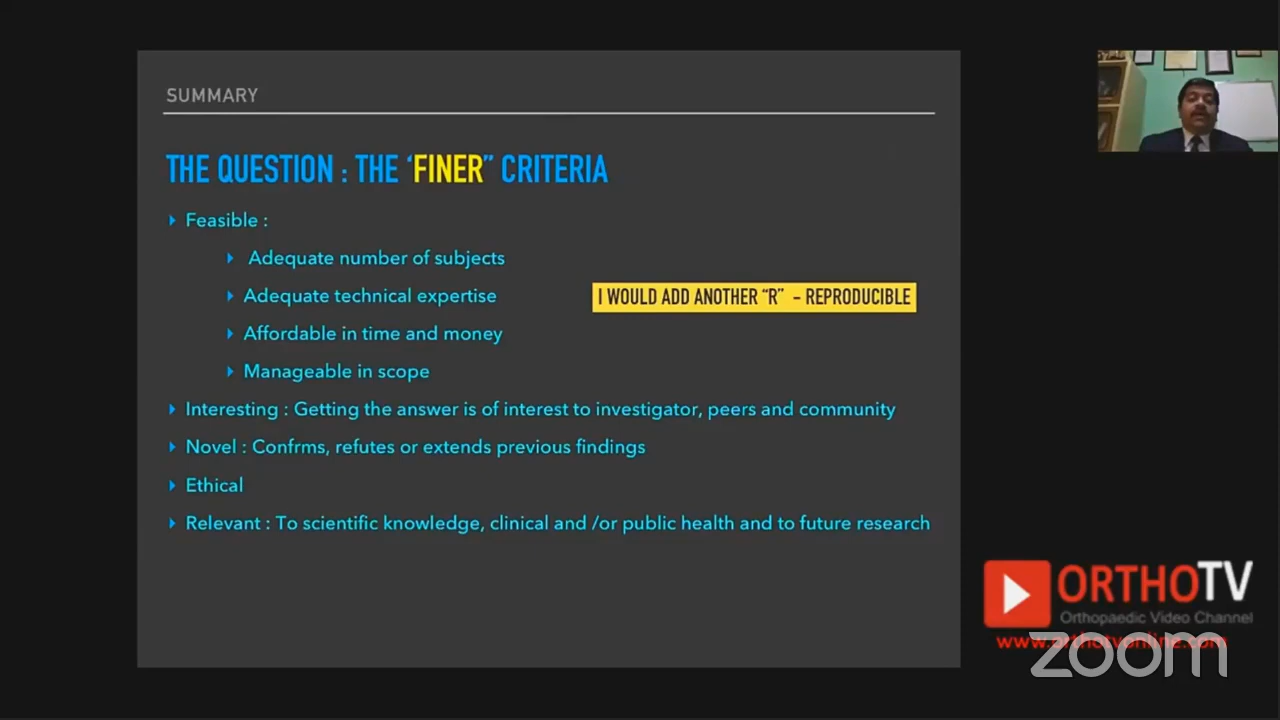 SUMMARY
THE QUESTION : THE ‘FINER” CRITERIA
Feasible :
Adequate number of subjects
Adequate technical expertise
I WOULD ADD ANOTHER “R” – REPRODUCIBLE
Affordable in time and money
Manageable in scope
Interesting : Getting the answer is of interest to investigator, peers and community
Novel : Confrms, refutes or extends previous findings
Ethical
Relevant : To scientific knowledge, clinical and /or public health and to future research
ORTHOTV
Orthopaedic Video Channel
www.orthotvonline.com
zoom